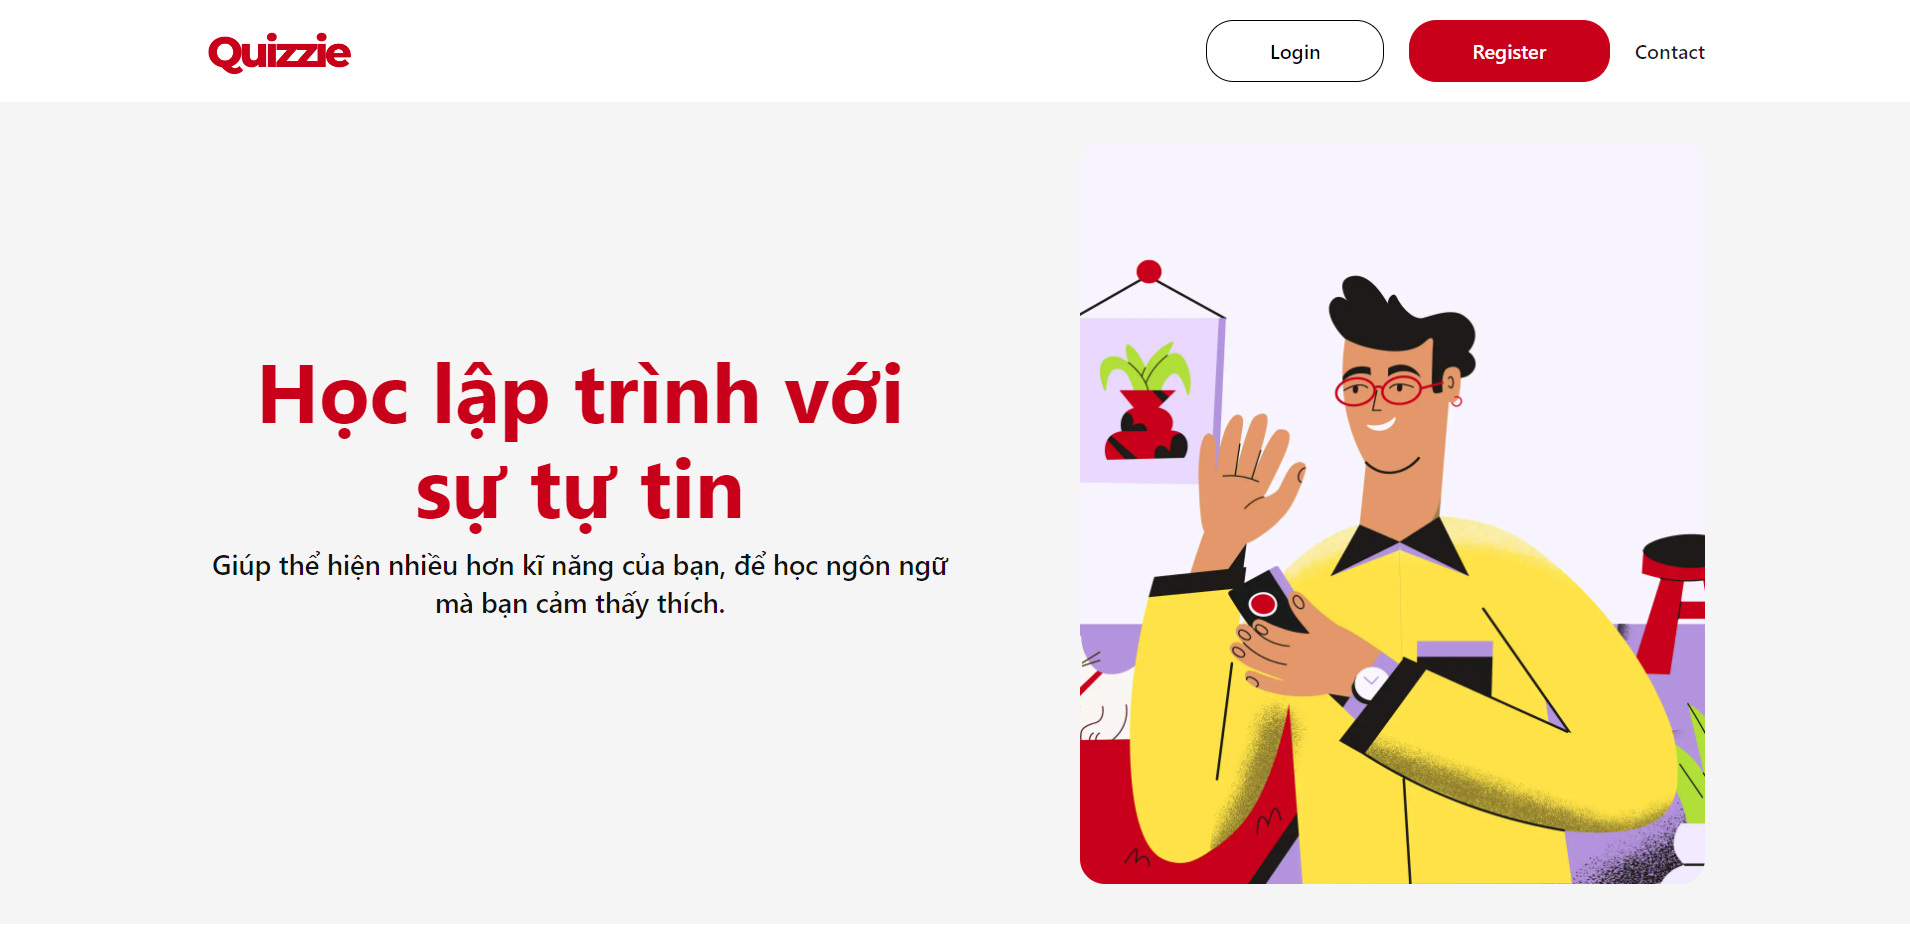 Quizzie
Login
Register
Contact
Học lập trình với
sự tự tin
Giúp thể hiện nhiều hơn kĩ năng của bạn, để học ngôn ngữ
mà bạn cảm thấy thích.